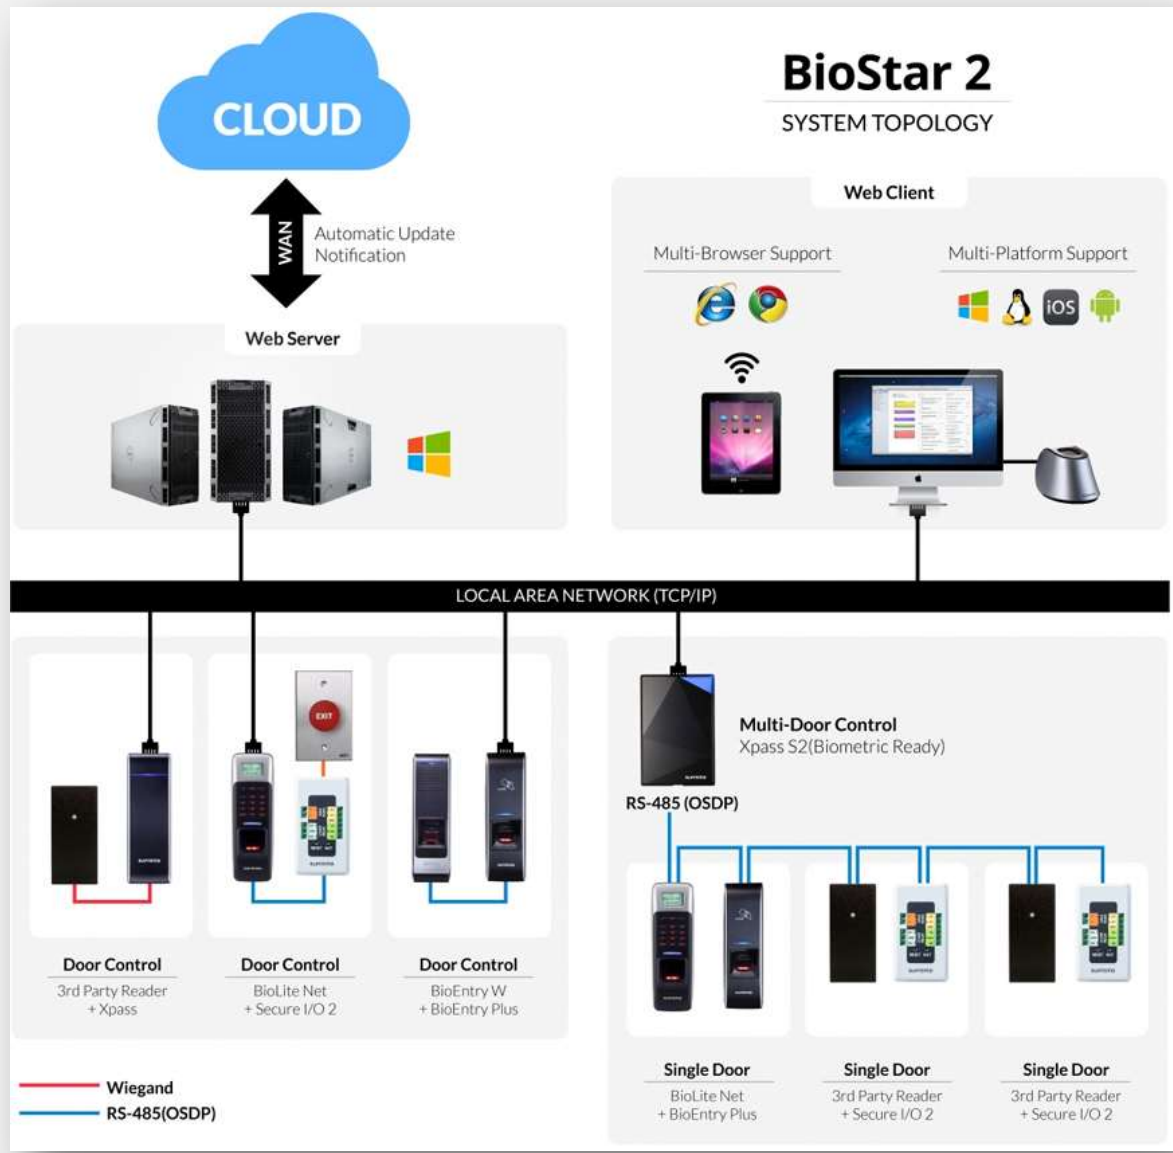 CLOUD
BioStar 2
SYSTEM TOPOLOGY
WAN
Automatic Update
Notification
Web Client
Multi-Browser Support
Multi-Platform Support
iOS
Web Server
LOCAL AREA NETWORK (TCP/IP)
EXIT
Multi-Door Control
Xpass S2(Biometric Ready)
RS-485 (OSDP)
Door Control
3rd Party Reader
+ Xpass
Door Control
BioLite Net
+ Secure I/O 2
Door Control
BioEntry W
+ BioEntry Plus
Single Door
BioLite Net
+ BioEntry Plus
Single Door
3rd Party Reader
+ Secure I/O 2
Single Door
3rd Party Reader
+ Secure I/O 2
Wiegand
RS-485(OSDP)